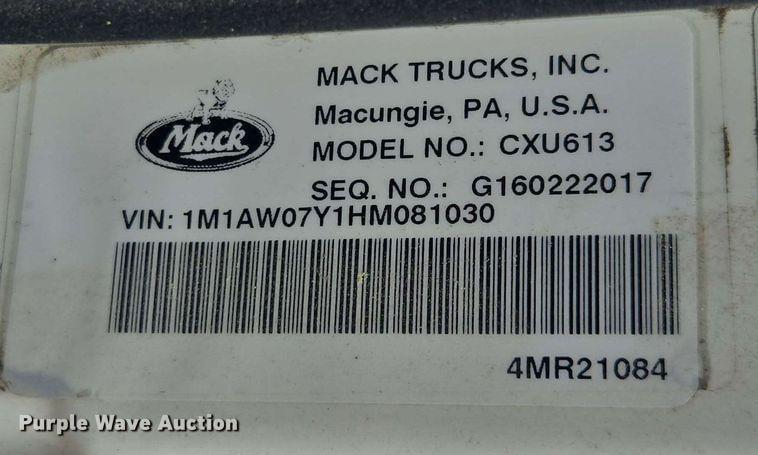 MACK TRUCKS, INC.
Macungie, PA, U.S.A.
Mack
MODEL NO.: CXU613
SEQ. NO.: G160222017
VIN: 1M1AW07Y1HM081030
4MR21084
Purple Wave Auction